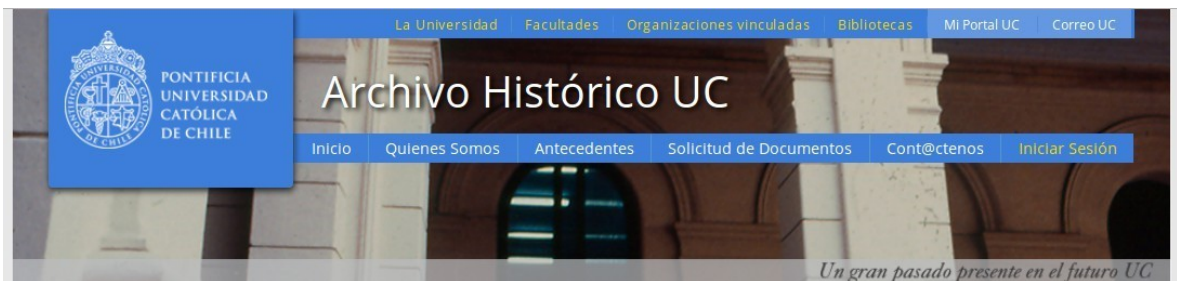 La Universidad Facultades Organizaciones vinculadas Bibliotecas Mi Portal UC Correo UC
PONTIFICIA
UNIVERSIDAD
CATÓLICA
DE CHILE
Archivo Histórico UC
Inicio Quienes Somos Antecedentes Solicitud de Documentos Cont@ctenos Iniciar Sesión
Un gran pasado presente en el futuro UC